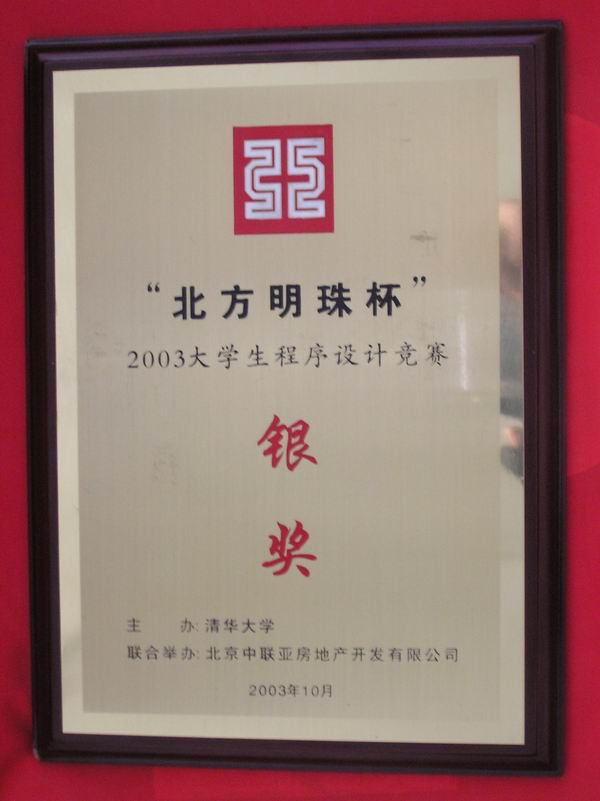 “北方明珠杯”
2003大学生程序设计竞赛
银
奖
主 办:清华大学
联合举办:北京中联亚房地产开发有限公司
2003年10月